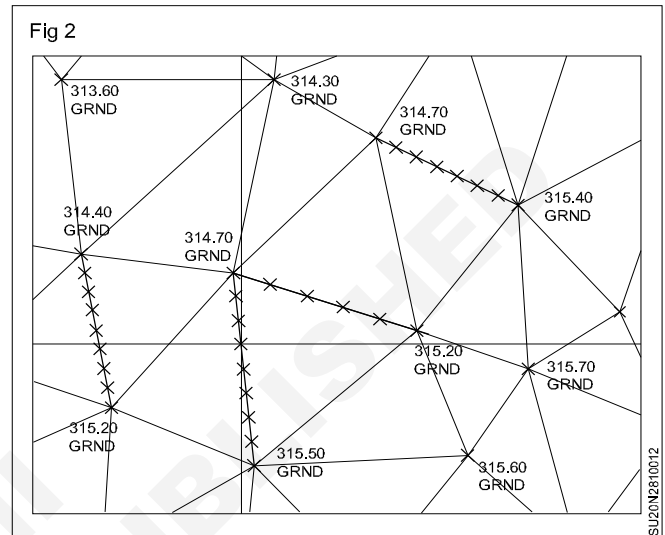 Fig 2
313.60
GRND
314.30
GRND
314.70
GRND
315.40
GRND
314.40
GRND
314.70
GRND
315.20
GRND
315.70
GRND
315.20
GRND
315.50
GRND
315.60
GRND
SU20N2810012